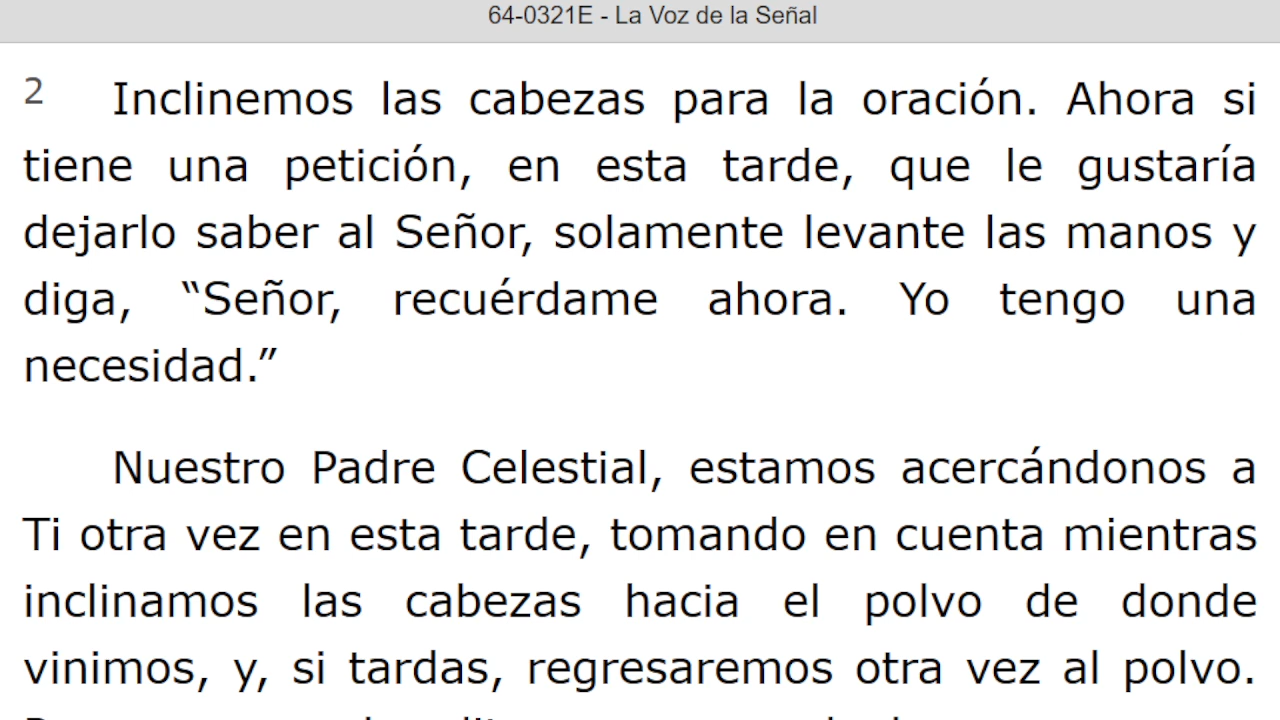 64-0321E - La Voz de la Señal
2 Inclinemos las cabezas para la oración. Ahora si
tiene una petición, en esta tarde, que le gustaría
dejarlo saber al Señor, solamente levante las manos y
diga, “Señor, recuérdame ahora. Yo tengo una
necesidad.”
Nuestro Padre Celestial, estamos acercándonos a
Ti otra vez en esta tarde, tomando en cuenta mientras
inclinamos las cabezas hacia el polvo de donde
vinimos, y, si tardas, regresaremos otra vez al polvo.